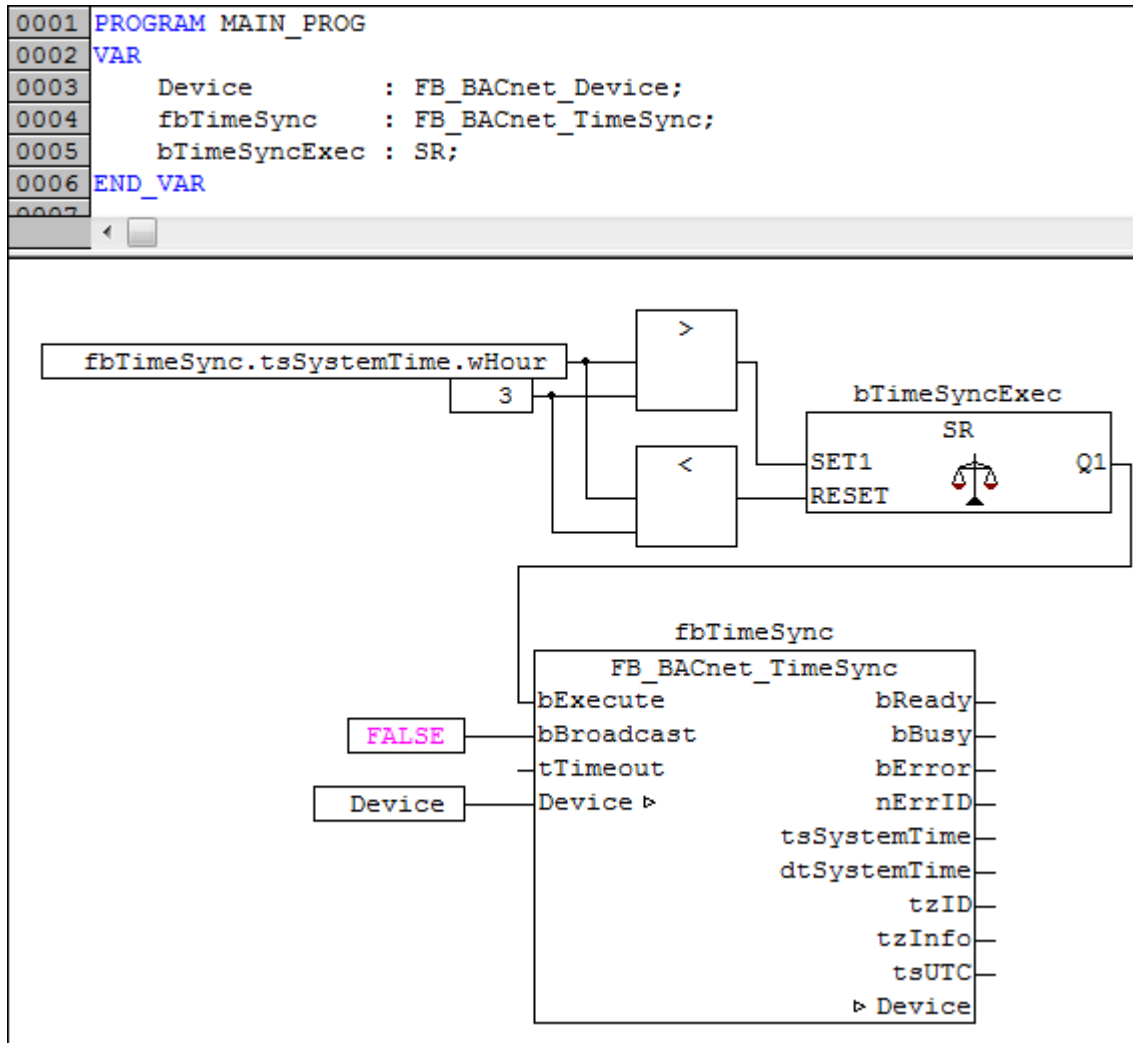 0001 PROGRAM MAIN_PROG
0002 VAR
0003 Device : FB_BACnet_Device;
0004 fbTimeSync : FB_BACnet_TimeSync;
0005 bTimeSyncExec : SR;
0006 END_VAR
0007
>
fbTimeSync.tsSystemTime.wHour
3
bTimeSyncExec
SR
<
SET1 Q1
RESET
fbTimeSync
FB_BACnet_TimeSync
bExecute bReady
FALSE bBroadcast bBusy
tTimeout bError
Device Device nErrID
tsSystemTime
dtSystemTime
tzID
tzInfo
tsUTC
Device